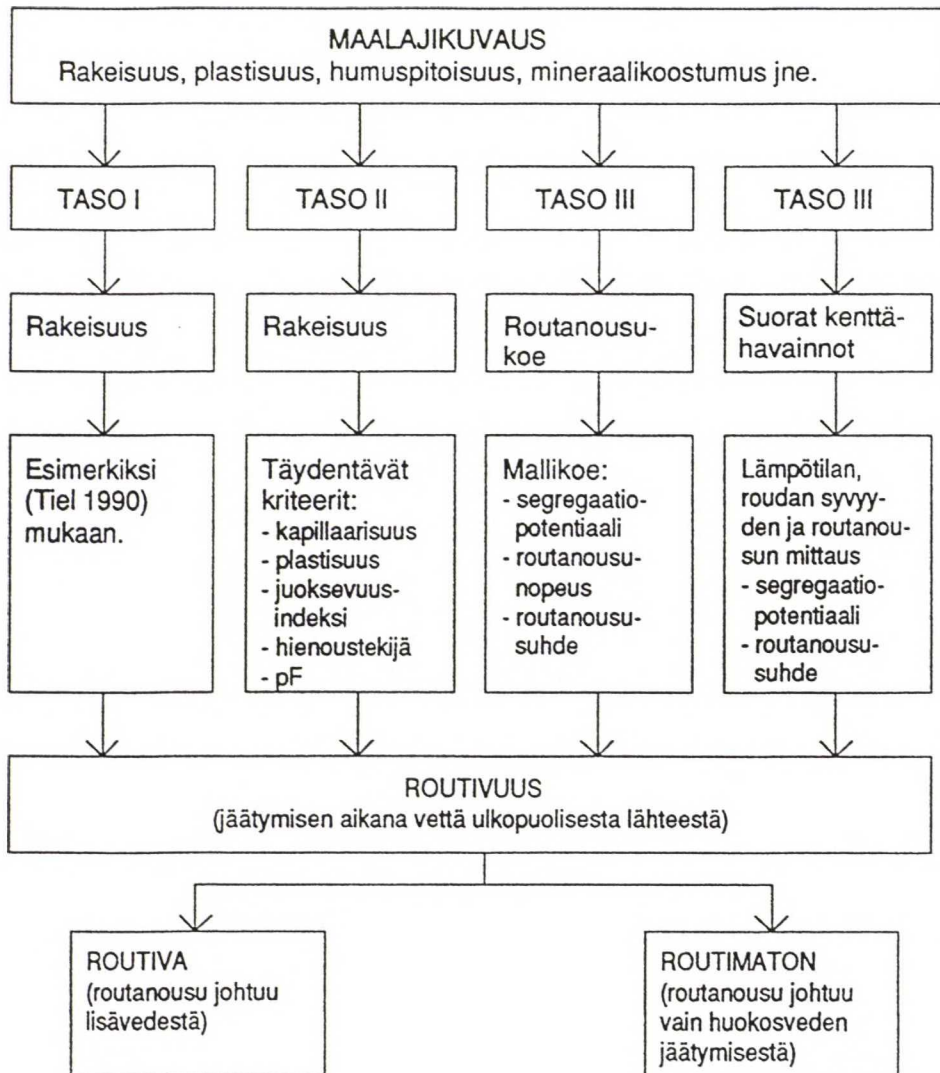 MAALAJIKUVAUS
Rakeisuus, plastisuus, humuspitoisuus, mineraalikoostumus jne.
TASO I
TASO II
TASO III
TASO III
Rakeisuus
Rakeisuus
Routanousu-
koe
Suorat kenttä-
havainnot
Esimerkiksi
(Tiel 1990)
mukaan.
Täydentävät
kriteerit:
- kapillaarisuus
- plastisuus
- juoksevuus-
indeksi
- hienoustekijä
- pF
Mallikoe:
- segregaatio-
potentiaali
- routanousu-
nopeus
- routanousu-
suhde
Lämpötilan,
roudan syvyy-
den ja routanou-
sun mittaus
- segregaatio-
potentiaali
- routanousu-
suhde
ROUTIVUUS
(jäätymisen aikana vettä ulkopuolisesta lähteestä)
ROUTIVA
(routanousu johtuu
lisävedestä)
ROUTIMATON
(routanousu johtuu
vain huokosveden
jäätymisestä)